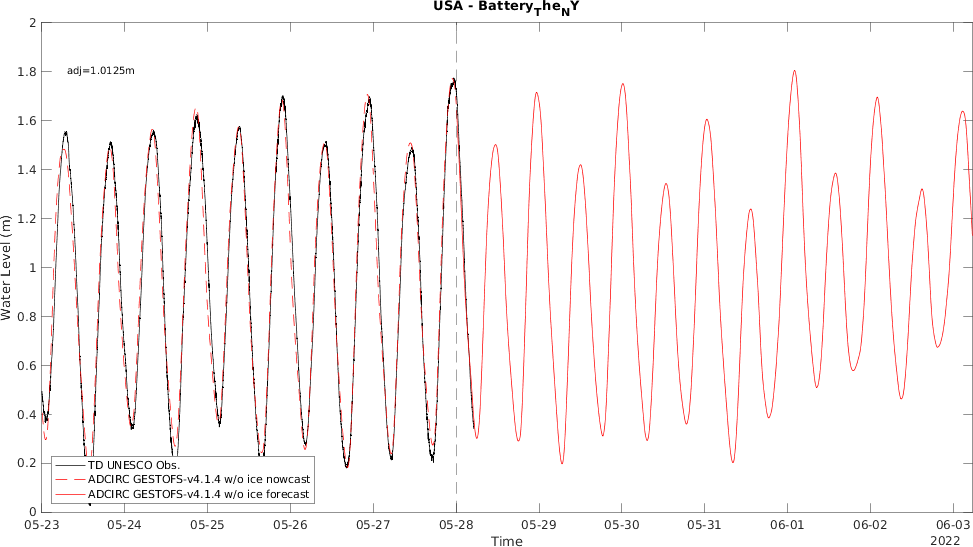 USA - BatteryTheNY
2
1.8
adj=1.0125m
1.6
1.4
1.2
1
0.8
0.6
0.4
0.2
0
Water Level (m)
TD UNESCO Obs.
ADCIRC GESTOFS-v4.1.4 w/o ice nowcast
ADCIRC GESTOFS-v4.1.4 w/o ice forecast
05-23 05-24 05-25 05-26 05-27 05-28 05-29 05-30 05-31 06-01 06-02 06-03
Time
2022